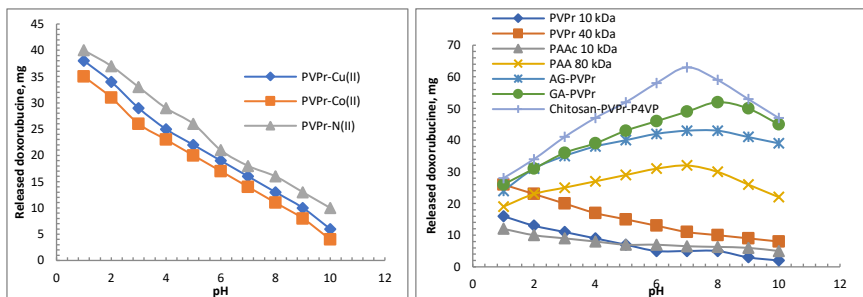 45
40
35
30
25
20
15
10
5
0
Released doxorubucine, mg
0 2 4 6 8 10 12
pH
PVPr-Cu(II)
PVPr-Co(II)
PVPr-N(II)
PVPr 10 kDa
PVPr 40 kDa
PAAc 10 kDa
PAA 80 kDa
AG-PVPr
GA-PVPr
Chitosan-PVPr-P4VP
70
60
50
40
30
20
10
0
Released doxorubuciner, mg
0 2 4 6 8 10 12
pH